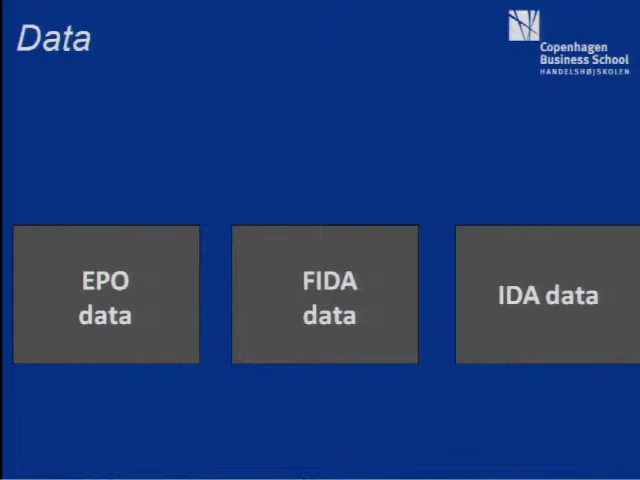 Data
Copenhagen
Business School
HANDELSHØJSKOLEN
EPO
data
FIDA
data
IDA data